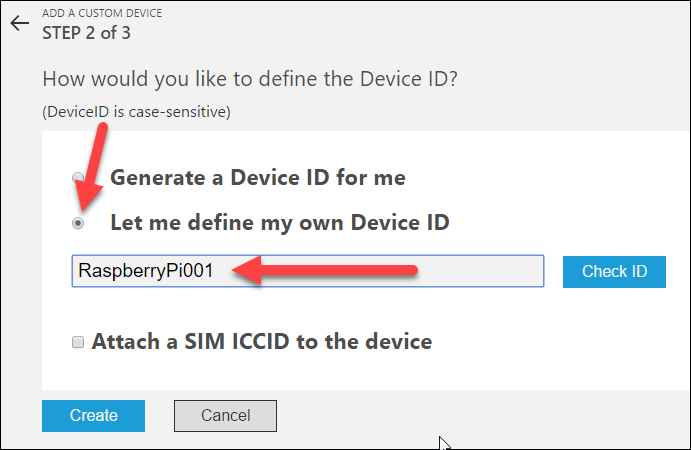 ADD A CUSTOM DEVICE
STEP 2 of 3
How would you like to define the Device ID?
(DeviceID is case-sensitive)
Generate a Device ID for me
Let me define my own Device ID
RaspberryPi001
Check ID
Attach a SIM ICCID to the device
Create
Cancel